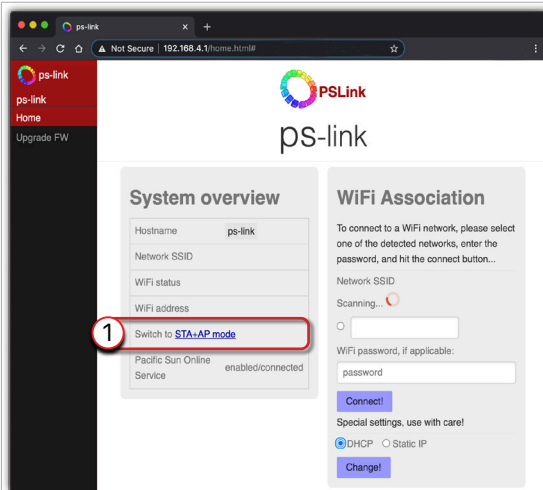 ps-link
Not Secure | 192.168.4.1/home.html#
ps-link
ps-link
Home
Upgrade FW
PSLink
ps-link
System overview
Hostname ps-link
Network SSID
WiFi status
WiFi address
1
Switch to STA+AP mode
Pacific Sun Online
Service
enabled/connected
WiFi Association
To connect to a WiFi network, please select
one of the detected networks, enter the
password, and hit the connect button...
Network SSID
Scanning...
WiFi password, if applicable:
password
Connect!
Special settings, use with care!
DHCP Static IP
Change!